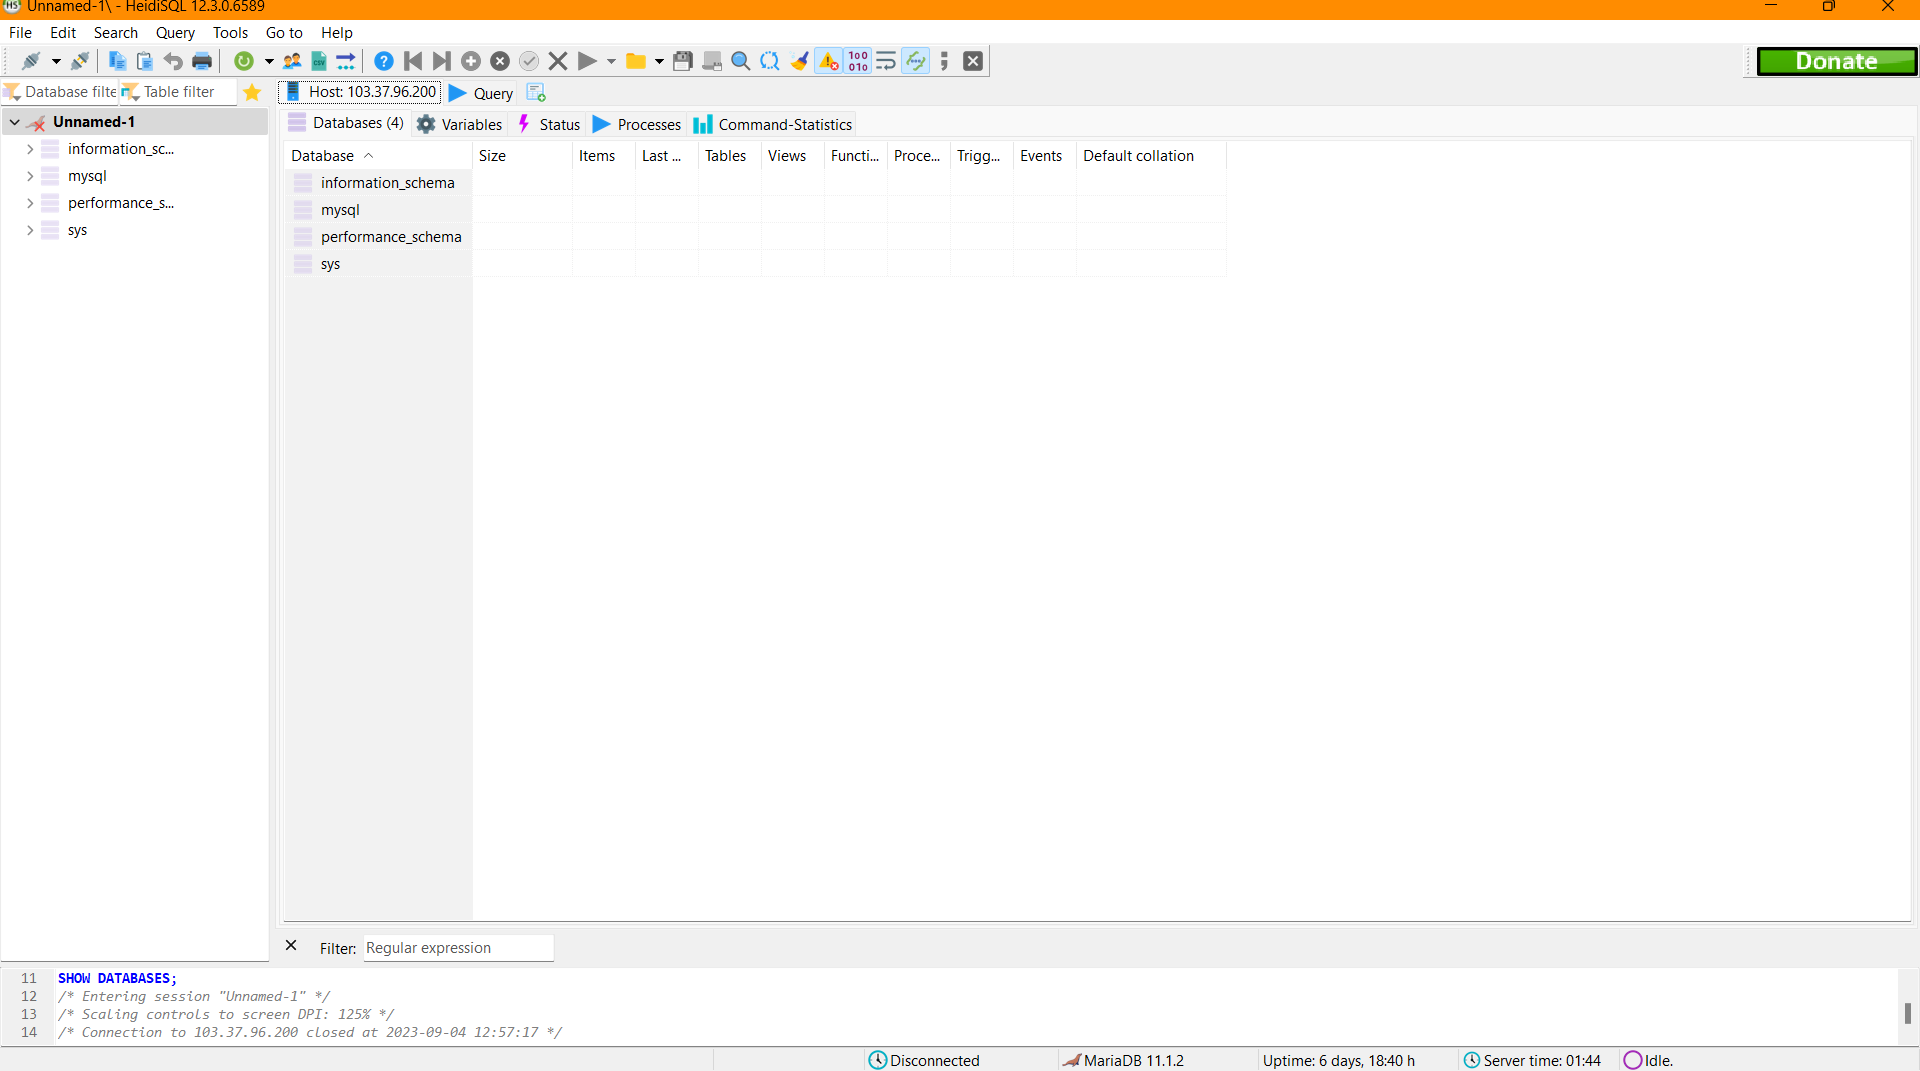 Unnamed-1\ - HeidiSQL 12.3.0.6589
File Edit Search Query Tools Go to Help
Donate
Database filte Table filter
Host: 103.37.96.200 Query
Unnamed-1
information_sc...
mysql
performance_s...
sys
Databases (4) Variables Status Processes Command-Statistics
Database Size Items Last ... Tables Views Functi... Proce... Trigg... Events Default collation
information_schema
mysql
performance_schema
sys
Filter: Regular expression
11 SHOW DATABASES;
12 /* Entering session "Unnamed-1" */
13 /* Scaling controls to screen DPI: 125% */
14 /* Connection to 103.37.96.200 closed at 2023-09-04 12:57:17 */
Disconnected MariaDB 11.1.2 Uptime: 6 days, 18:40 h Server time: 01:44 Idle.